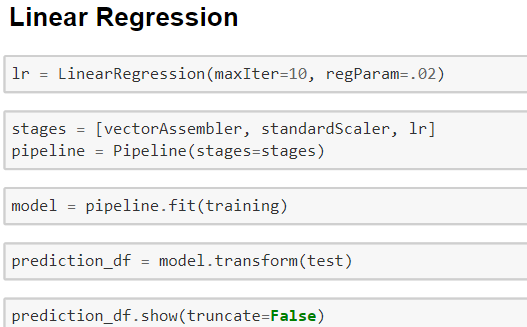 Linear Regression
lr = LinearRegression(maxIter=10, regParam=.02)
stages = [vectorAssembler, standardScaler, lr]
pipeline = Pipeline(stages=stages)
model = pipeline.fit(training)
prediction_df = model.transform(test)
prediction_df.show(truncate=False)